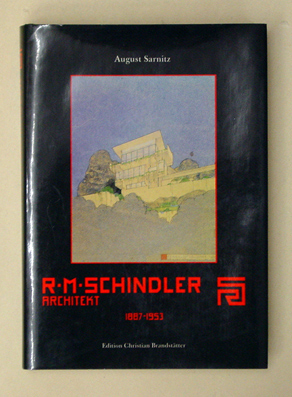 August Sarnitz
R·M·SCHINDLER
ARCHITEKT
1887-1953
Edition Christian Brandstätter